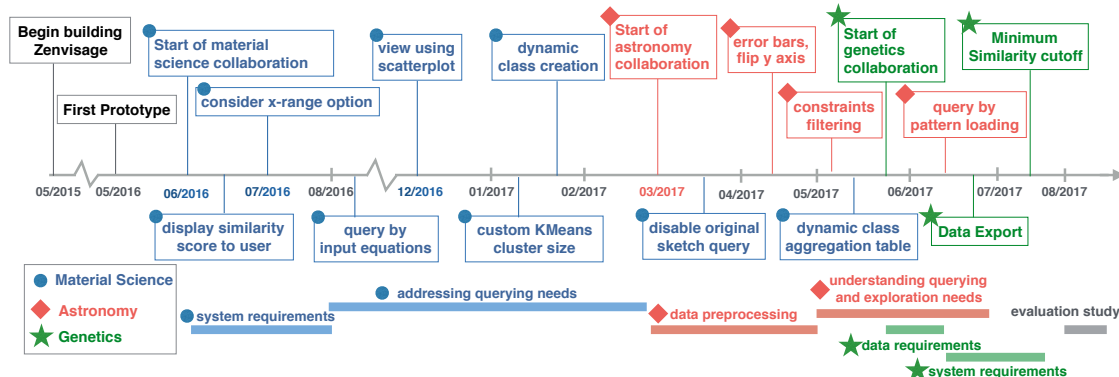 Begin building
Zenvisage
First Prototype
Start of material
science collaboration
consider x-range option
view using
scatterplot
dynamic
class creation
Start of
astronomy
collaboration
error bars,
flip y axis
constraints
filtering
Start of
genetics
collaboration
query by
pattern loading
Minimum
Similarity cutoff
05/2015
05/2016
06/2016
07/2016
08/2016
12/2016
01/2017
02/2017
03/2017
04/2017
05/2017
06/2017
07/2017
08/2017
display similarity
score to user
query by
input equations
custom KMeans
cluster size
disable original
sketch query
dynamic class
aggregation table
Data Export
Material Science
Astronomy
Genetics
system requirements
addressing querying needs
data preprocessing
understanding querying
and exploration needs
data requirements
system requirements
evaluation study